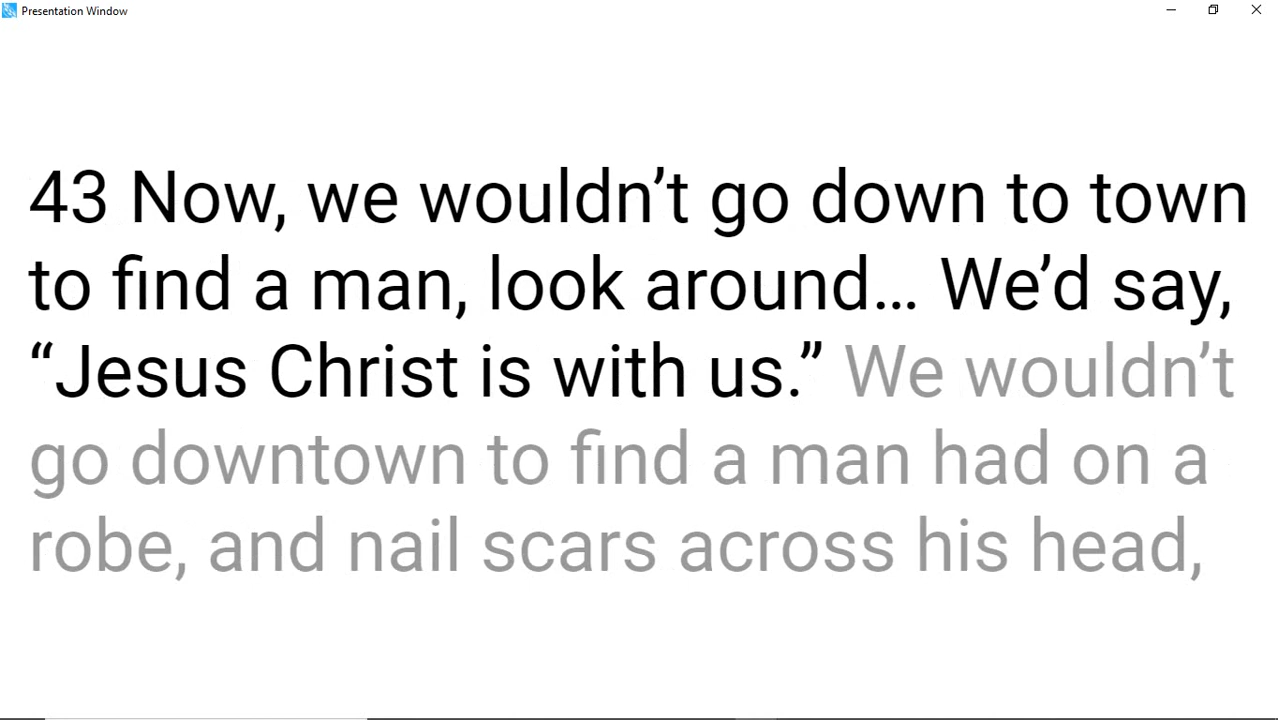 Presentation Window
43 Now, we wouldn’t go down to town
to find a man, look around… We’d say,
“Jesus Christ is with us.” We wouldn’t
go downtown to find a man had on a
robe, and nail scars across his head,